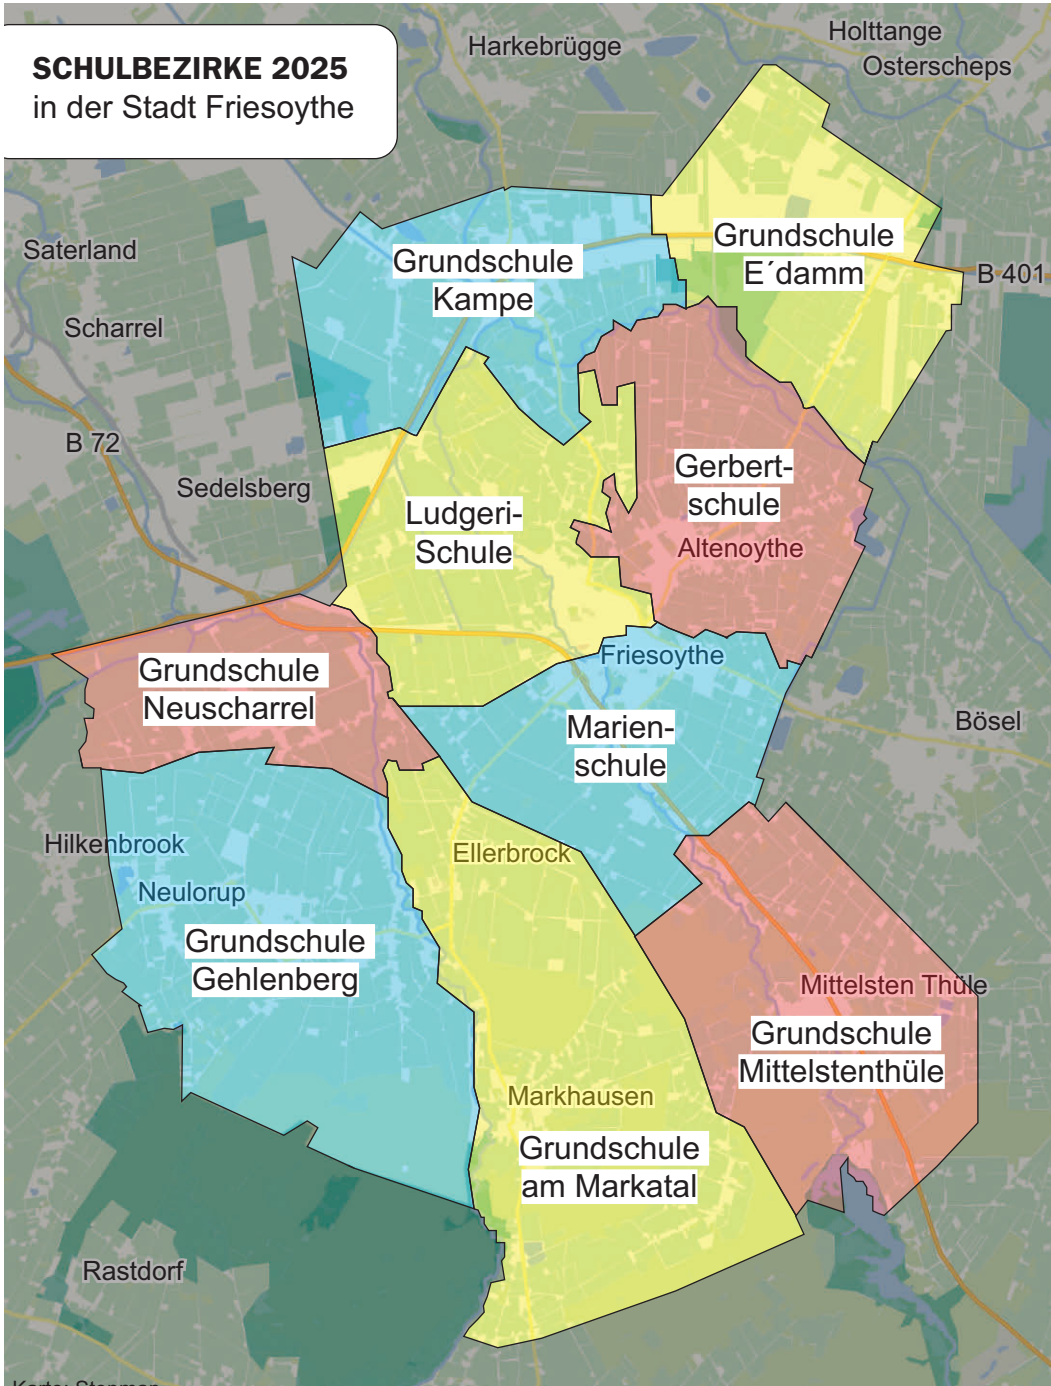 SCHULBEZIRKE 2025
in der Stadt Friesoythe
Harkebrügge
Holttange
Osterscheps
Saterland
Grundschule
Kampe
Grundschule
E´damm
B 401
Scharrel
B 72
Sedelsberg
Ludgeri-
Schule
Gerbert-
schule
Altenoythe
Grundschule
Neuscharrel
Friesoythe
Marien-
schule
Bösel
Hilkenbrook
Neulorup
Ellerbrock
Grundschule
Gehlenberg
Mittelsten Thüle
Grundschule
Mittelstenthüle
Markhausen
Grundschule
am Markatal
Rastdorf